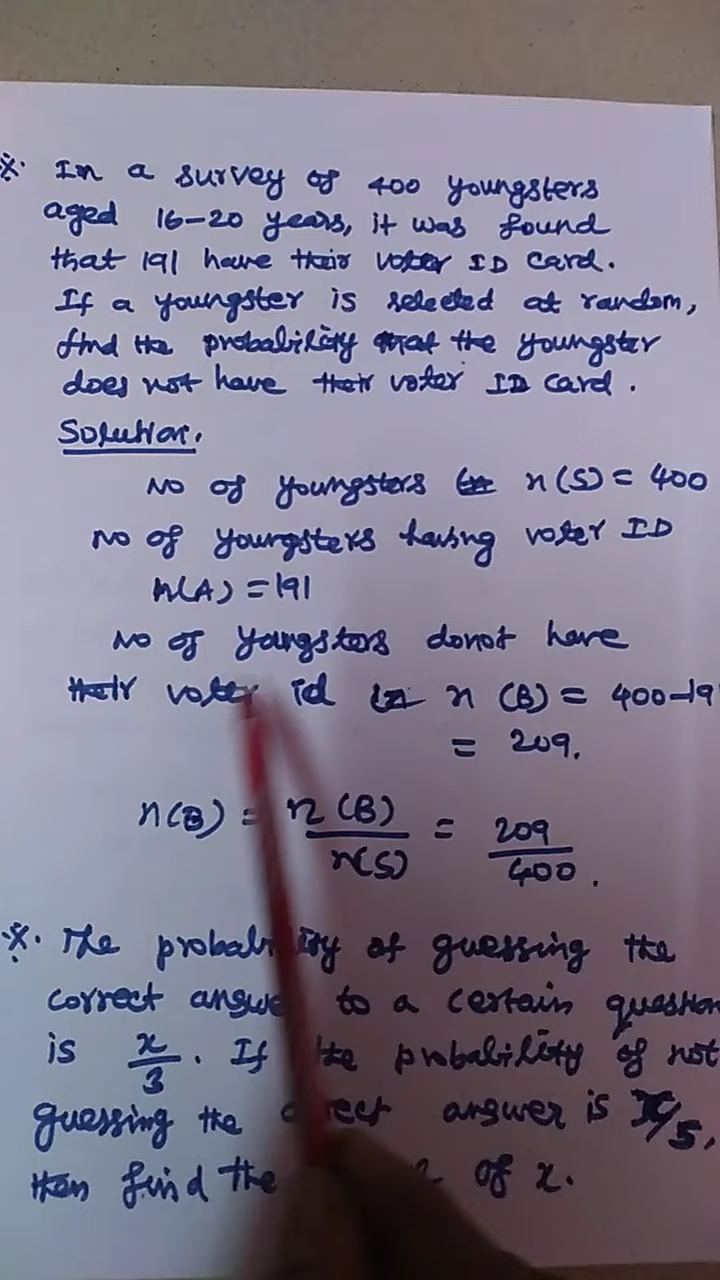 ※. In a survey of 400 youngsters
aged 16-20 years, it was found
that 191 have their voter ID card.
If a youngster is selected at random,
find the probability that the youngster
does not have their voter ID card.
Solution.
No of youngsters n(S) = 400
No of youngsters having voter ID
n(A) = 191
No of youngsters donot have
their voter id n (B) = 400-19
= 209.
n(B) = n(B)/n(S) = 209/400.
※. The probability of guessing the
correct answer to a certain question
is x/3. If the probability of not
guessing the correct answer is x/5,
then find the of x.